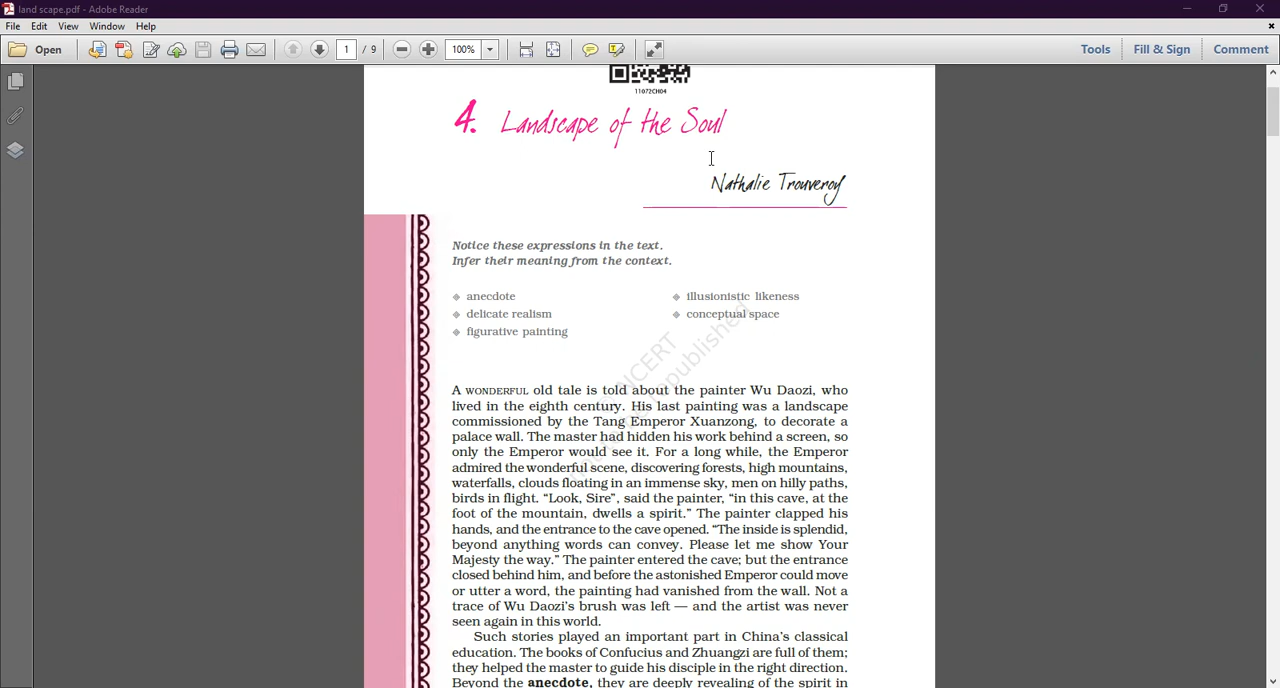 land scape.pdf - Adobe Reader
File Edit View Window Help
Open 1 / 9 100% Tools Fill & Sign Comment
11072CH04
4. Landscape of the Soul
Nathalie Trouveroy
Notice these expressions in the text.
Infer their meaning from the context.
anecdote illusionistic likeness
delicate realism conceptual space
figurative painting
A WONDERFUL old tale is told about the painter Wu Daozi, who
lived in the eighth century. His last painting was a landscape
commissioned by the Tang Emperor Xuanzong, to decorate a
palace wall. The master had hidden his work behind a screen, so
only the Emperor would see it. For a long while, the Emperor
admired the wonderful scene, discovering forests, high mountains,
waterfalls, clouds floating in an immense sky, men on hilly paths,
birds in flight. “Look, Sire”, said the painter, “in this cave, at the
foot of the mountain, dwells a spirit.” The painter clapped his
hands, and the entrance to the cave opened. “The inside is splendid,
beyond anything words can convey. Please let me show Your
Majesty the way.” The painter entered the cave; but the entrance
closed behind him, and before the astonished Emperor could move
or utter a word, the painting had vanished from the wall. Not a
trace of Wu Daozi’s brush was left — and the artist was never
seen again in this world.
Such stories played an important part in China’s classical
education. The books of Confucius and Zhuangzi are full of them;
they helped the master to guide his disciple in the right direction.
Beyond the anecdote, they are deeply revealing of the spirit in
NCERT
republished